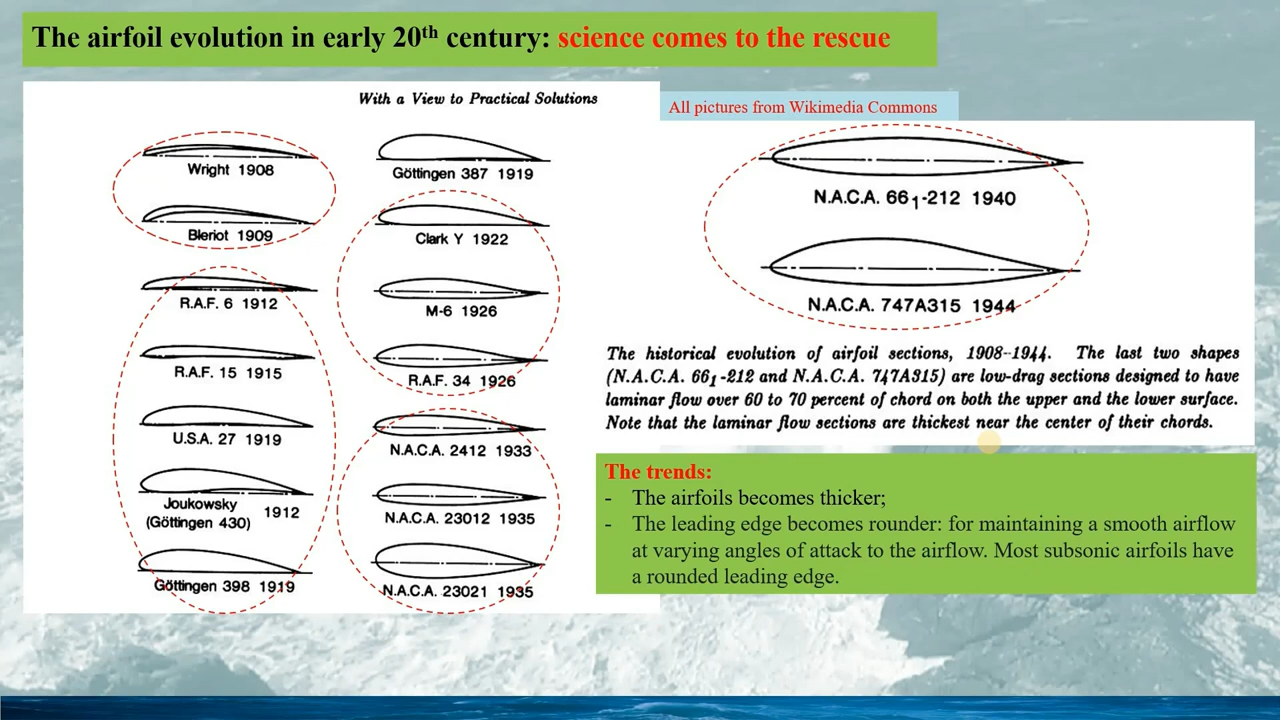 The airfoil evolution in early 20th century: science comes to the rescue
With a View to Practical Solutions
Wright 1908
Bleriot 1909
R.A.F. 6 1912
R.A.F. 15 1915
U.S.A. 27 1919
Joukowsky 1912
(Göttingen 430)
Göttingen 398 1919
Göttingen 387 1919
Clark Y 1922
M-6 1926
R.A.F. 34 1926
N.A.C.A. 2412 1933
N.A.C.A. 23012 1935
N.A.C.A. 23021 1935
All pictures from Wikimedia Commons
N.A.C.A. 661-212 1940
N.A.C.A. 747A315 1944
The historical evolution of airfoil sections, 1908-1944. The last two shapes
(N.A.C.A. 661-212 and N.A.C.A. 747A315) are low-drag sections designed to have
laminar flow over 60 to 70 percent of chord on both the upper and the lower surface.
Note that the laminar flow sections are thickest near the center of their chords.
The trends:
- The airfoils becomes thicker;
- The leading edge becomes rounder: for maintaining a smooth airflow
at varying angles of attack to the airflow. Most subsonic airfoils have
a rounded leading edge.